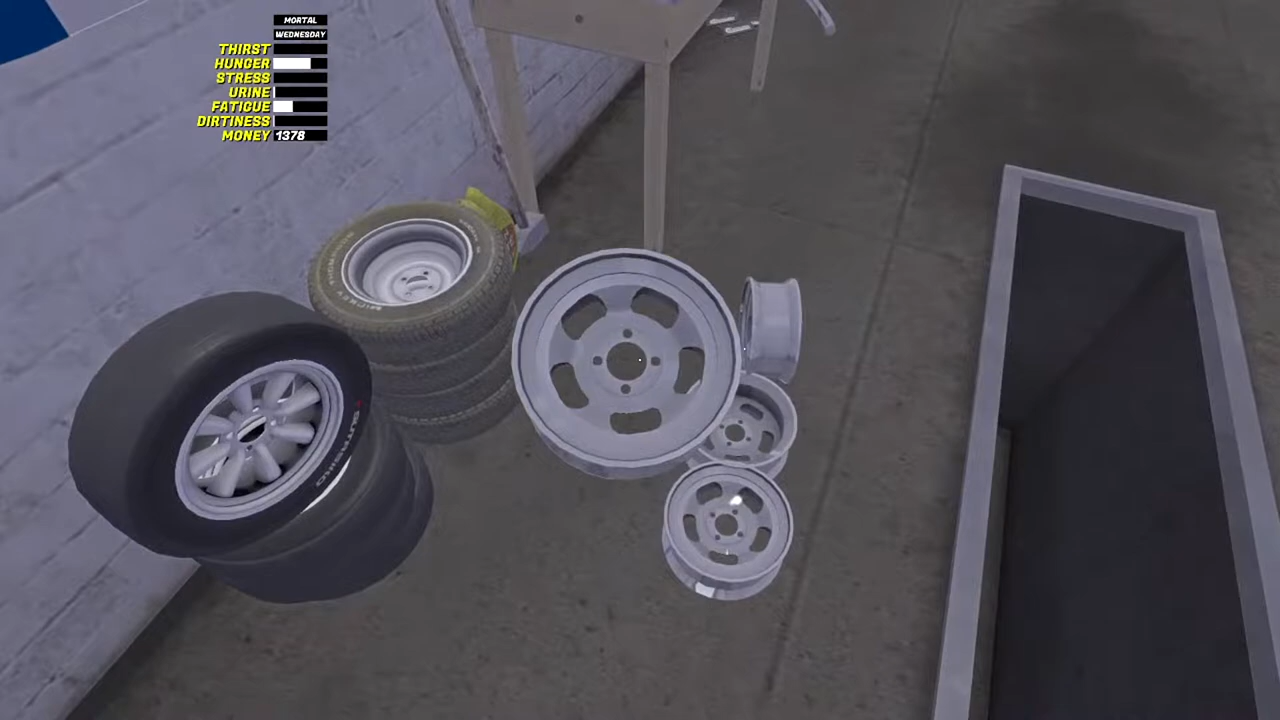 MORTAL
WEDNESDAY
THIRST
HUNGER
STRESS
URINE
FATIGUE
DIRTINESS
MONEY 1378